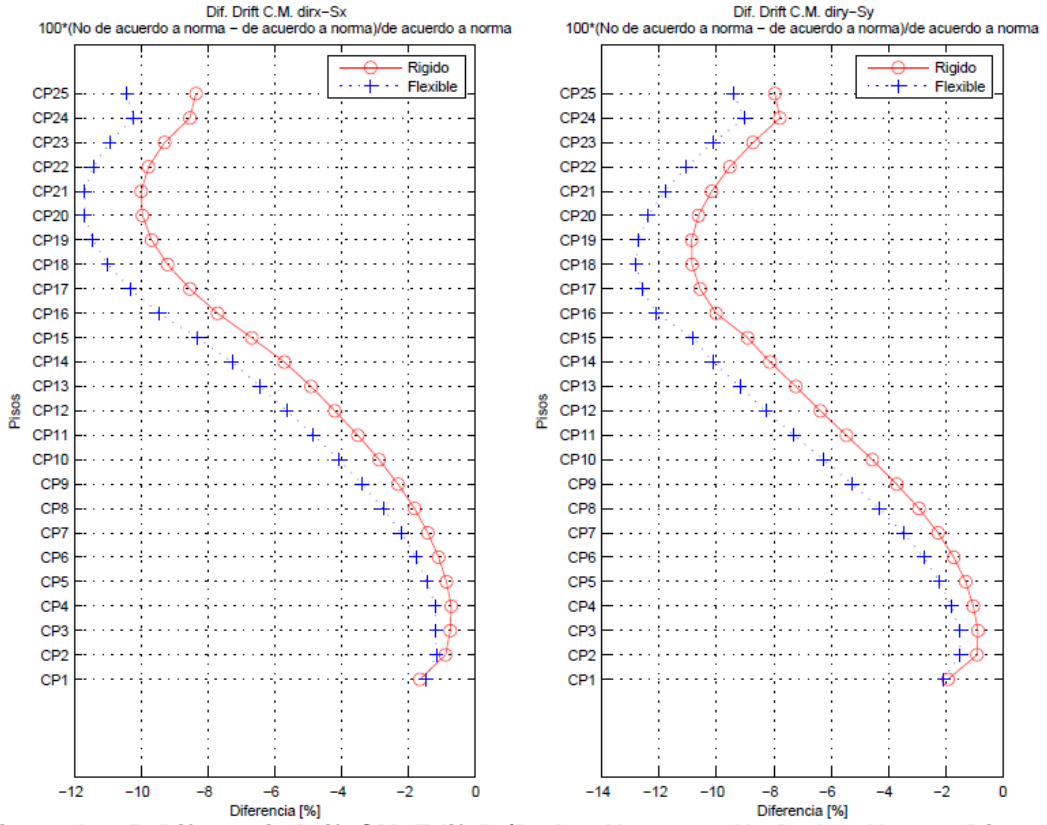 Dif. Drift C.M. dirx−Sx
100*(No de acuerdo a norma − de acuerdo a norma)/de acuerdo a norma
Rigido
Flexible
CP25
CP24
CP23
CP22
CP21
CP20
CP19
CP18
CP17
CP16
CP15
CP14
CP13
CP12
CP11
CP10
CP9
CP8
CP7
CP6
CP5
CP4
CP3
CP2
CP1
Pisos
−12 −10 −8 −6 −4 −2 0
Diferencia [%]
Dif. Drift C.M. diry−Sy
100*(No de acuerdo a norma − de acuerdo a norma)/de acuerdo a norma
Rigido
Flexible
CP25
CP24
CP23
CP22
CP21
CP20
CP19
CP18
CP17
CP16
CP15
CP14
CP13
CP12
CP11
CP10
CP9
CP8
CP7
CP6
CP5
CP4
CP3
CP2
CP1
Pisos
−14 −12 −10 −8 −6 −4 −2 0
Diferencia [%]